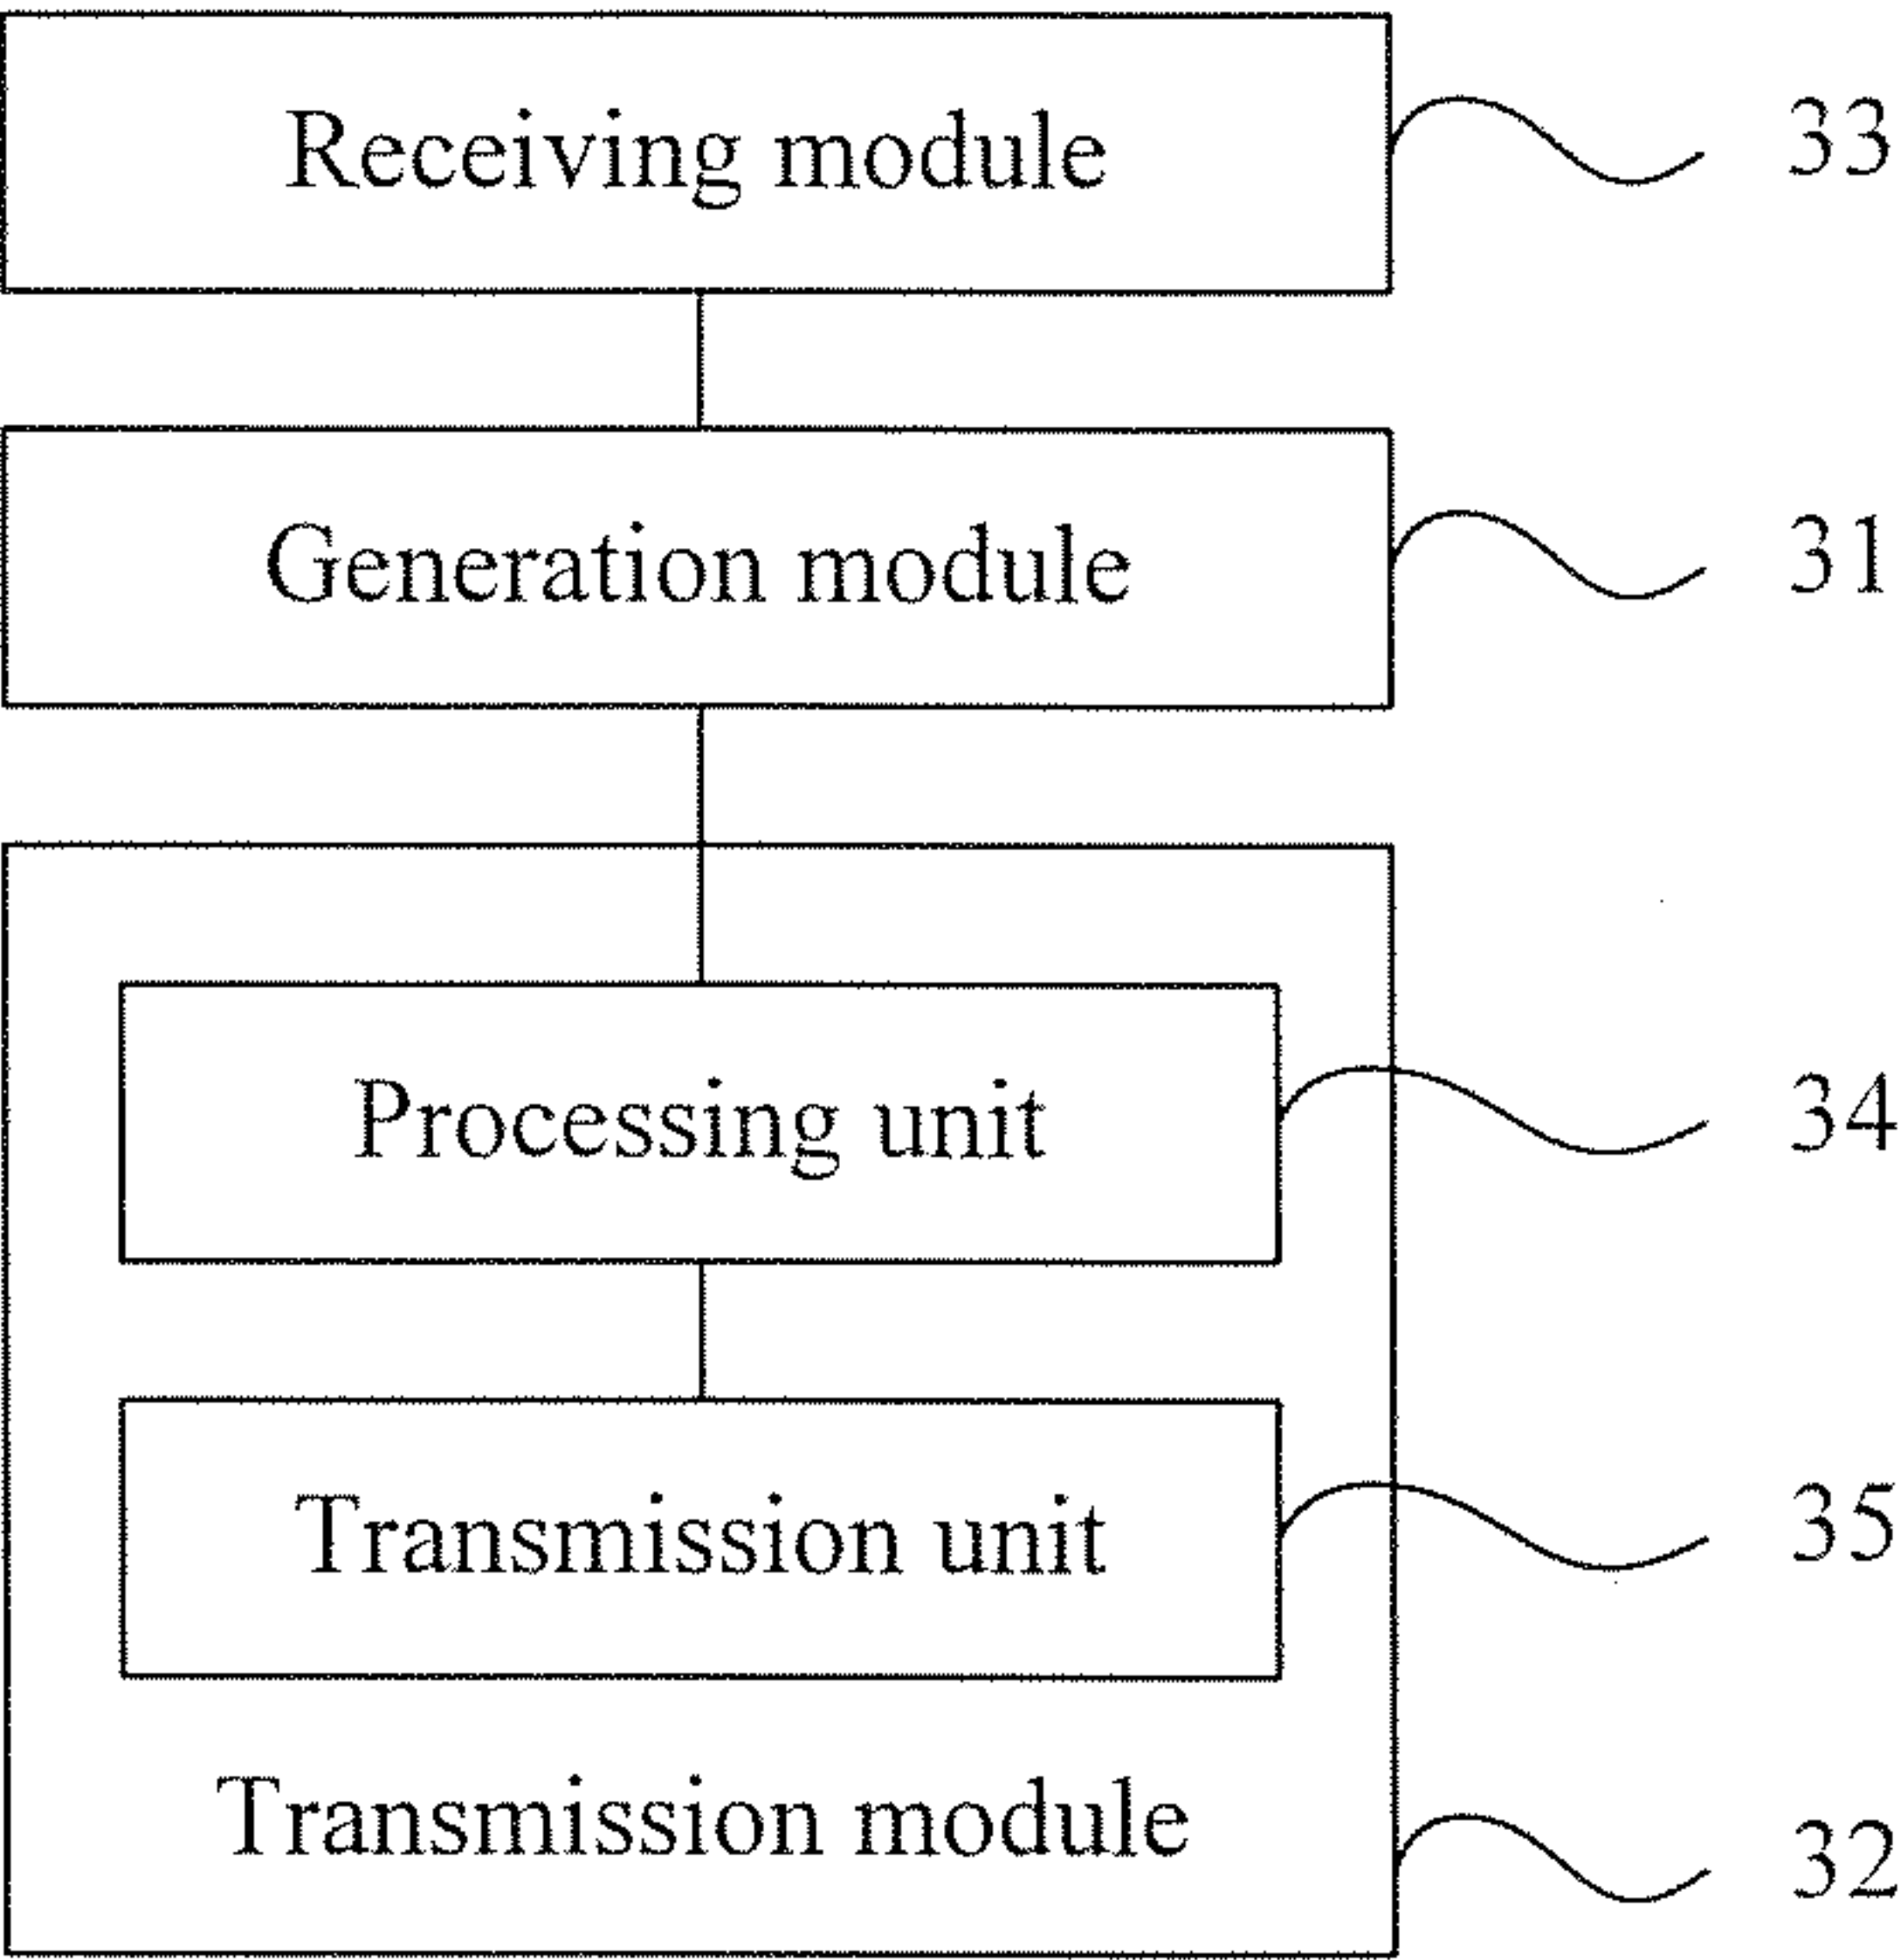 Receiving module 33
Generation module 31
Processing unit 34
Transmission unit 35
Transmission module 32